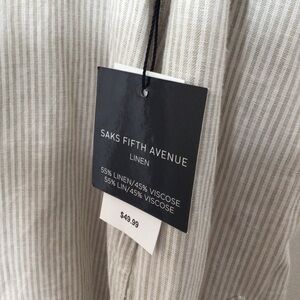 SAKS FIFTH AVENUE
LINEN
55% LINEN/45% VISCOSE
55% LIN/45% VISCOSE
$49.99